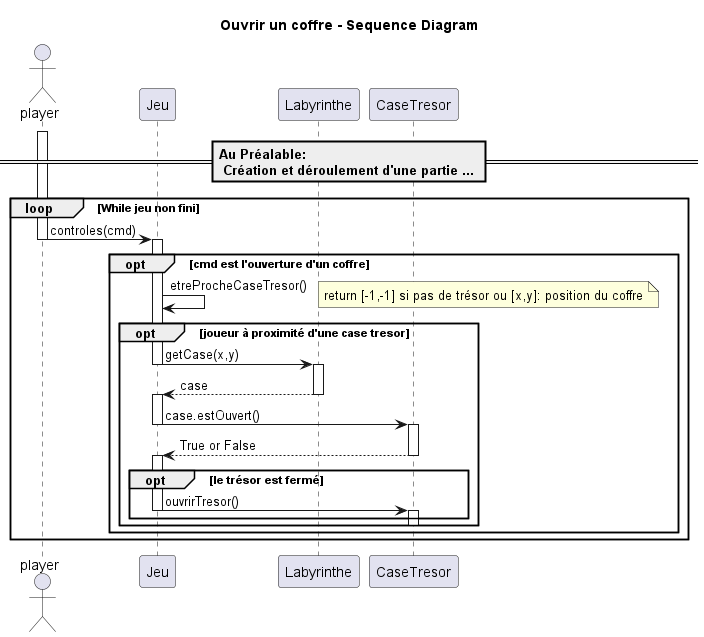 Ouvrir un coffre - Sequence Diagram
player
Jeu
Labyrinthe
CaseTresor
Au Préalable:
Création et déroulement d'une partie ...
loop
[While jeu non fini]
controles(cmd)
opt
[cmd est l'ouverture d'un coffre]
etreProcheCaseTresor()
return [-1,-1] si pas de trésor ou [x,y]: position du coffre
opt
[joueur à proximité d'une case tresor]
getCase(x,y)
case
case.estOuvert()
True or False
opt
[le trésor est fermé]
ouvrirTresor()
player
Jeu
Labyrinthe
CaseTresor